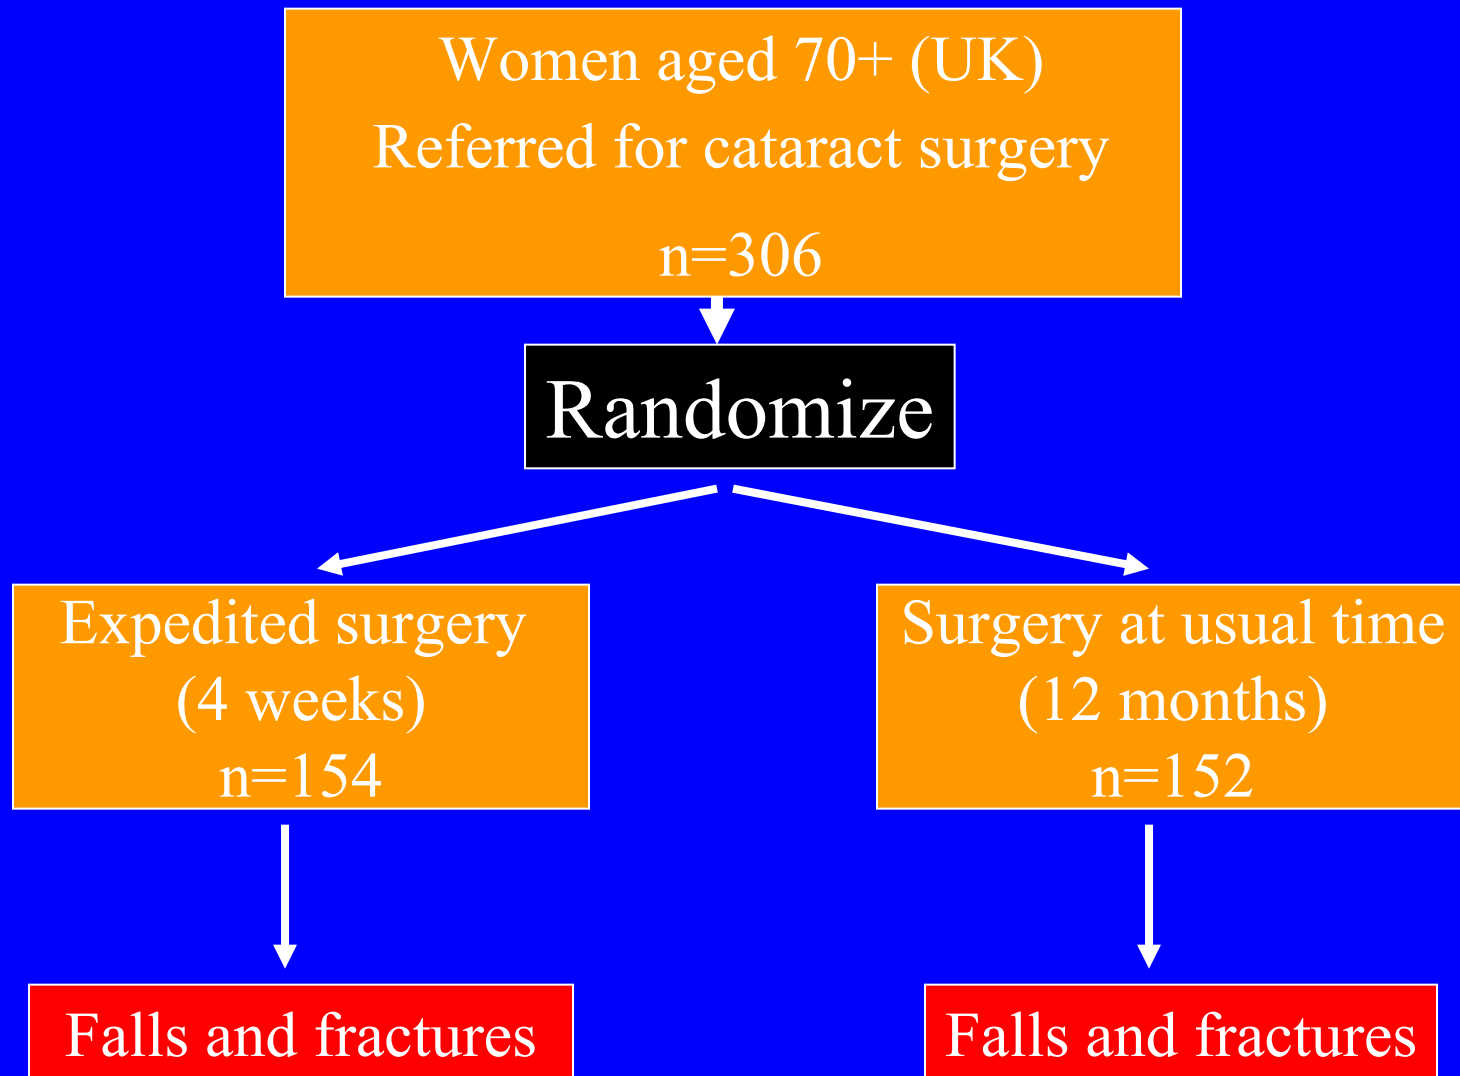 Women aged 70+ (UK)
Referred for cataract surgery
n=306
Randomize
Expedited surgery
(4 weeks)
n=154
Surgery at usual time
(12 months)
n=152
Falls and fractures
Falls and fractures